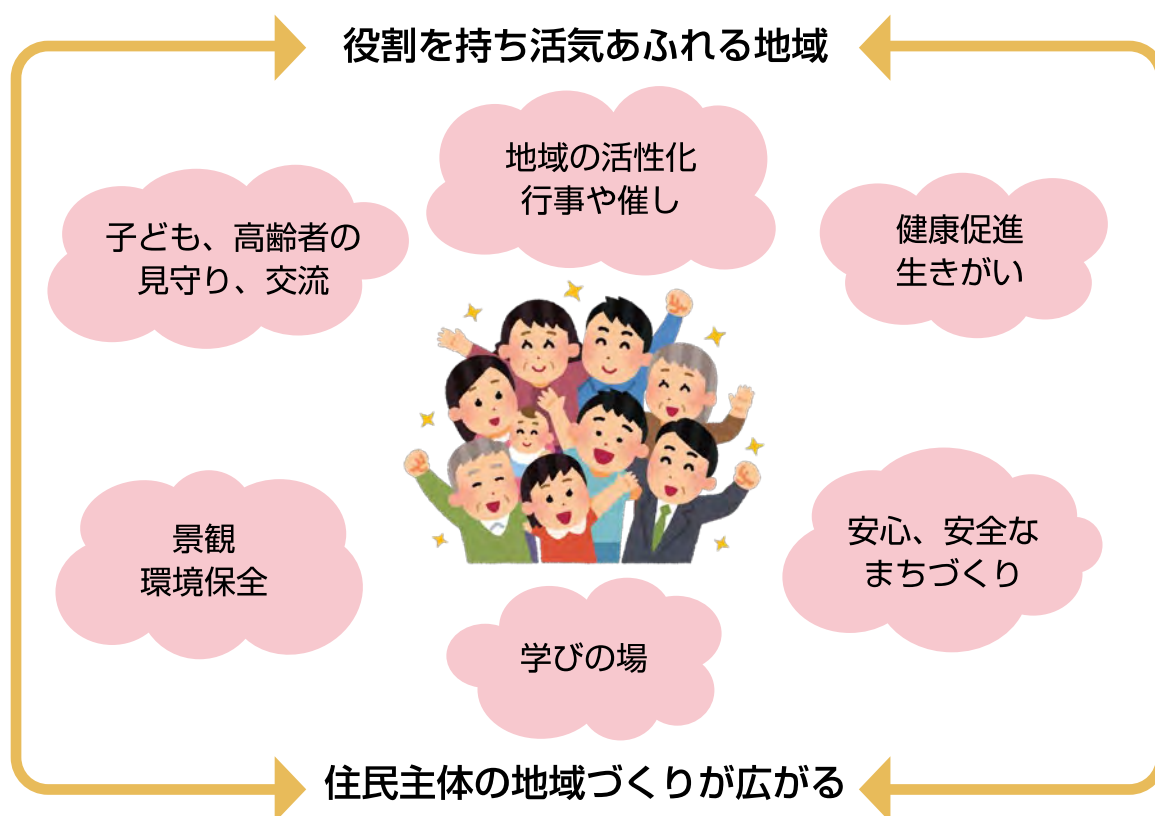 役割を持ち活気あふれる地域
地域の活性化
行事や催し
子ども、高齢者の
見守り、交流
健康促進
生きがい
景観
環境保全
安心、安全な
まちづくり
学びの場
住民主体の地域づくりが広がる